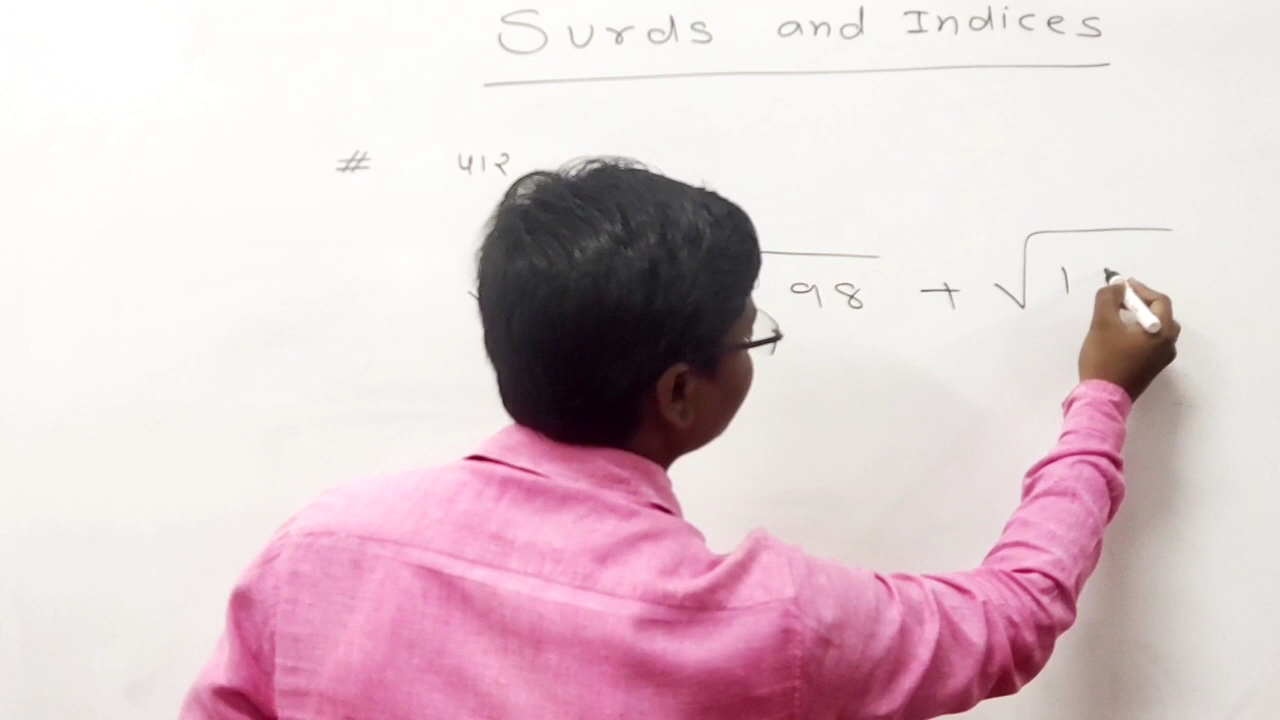 Surds and Indices
# 412
√98 + √1